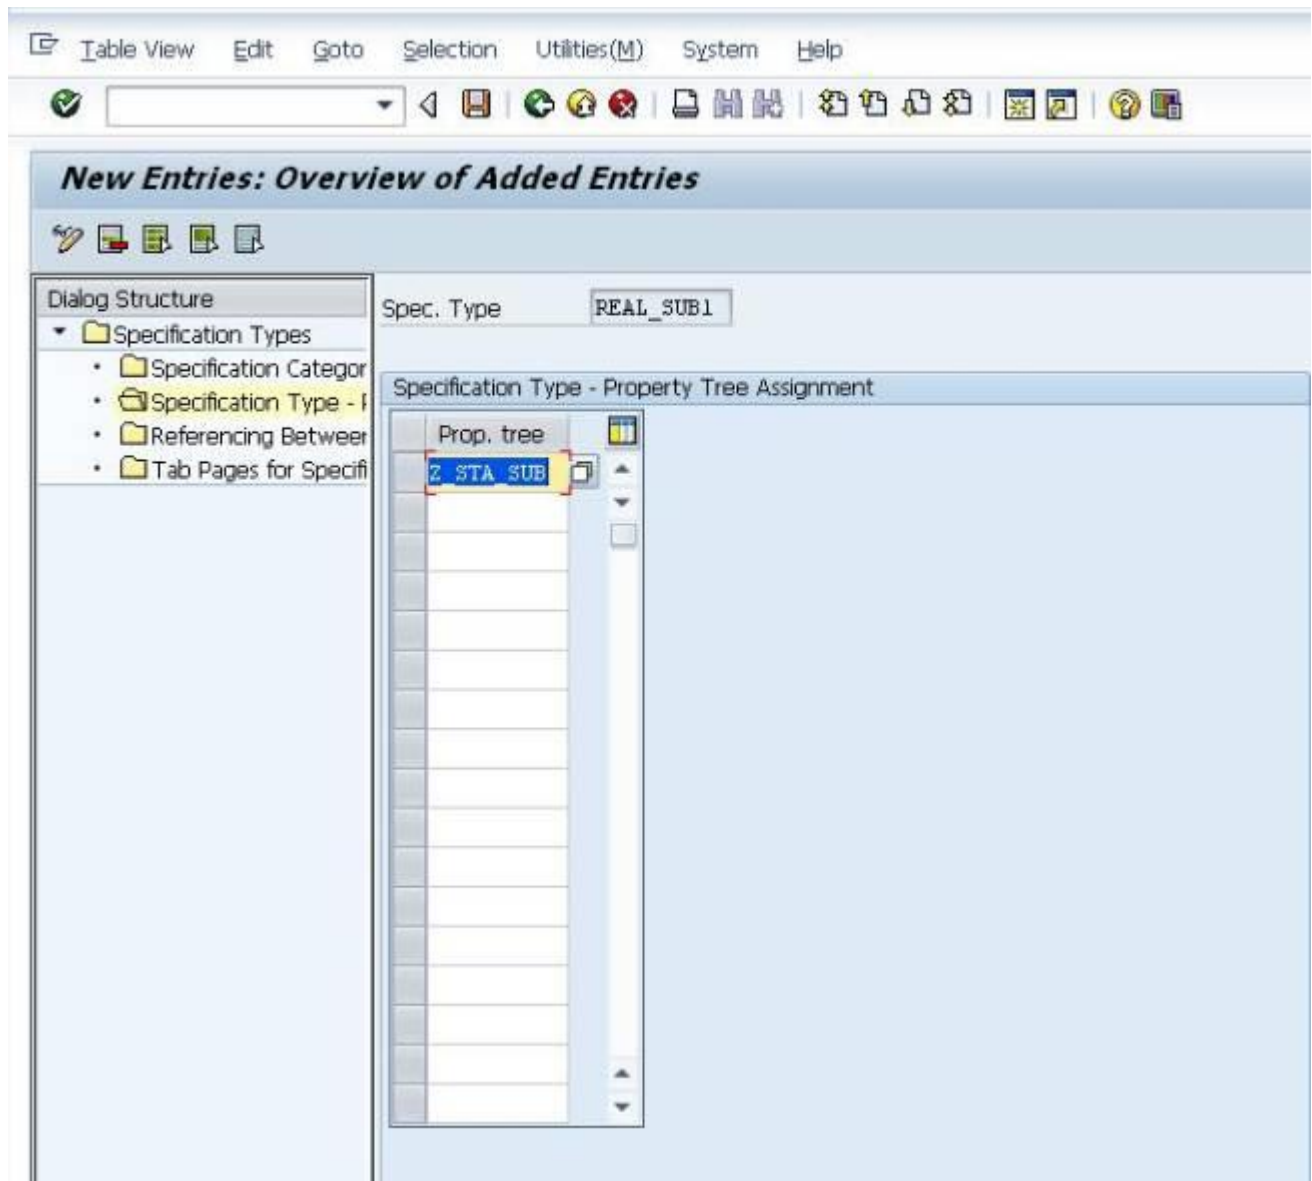 Table View Edit Goto Selection Utilities(M) System Help
New Entries: Overview of Added Entries
Dialog Structure
Specification Types
Specification Categor
Specification Type - F
Referencing Between
Tab Pages for Specifi
Spec. Type REAL_SUB1
Specification Type - Property Tree Assignment
Prop. tree
Z_STA_SUB